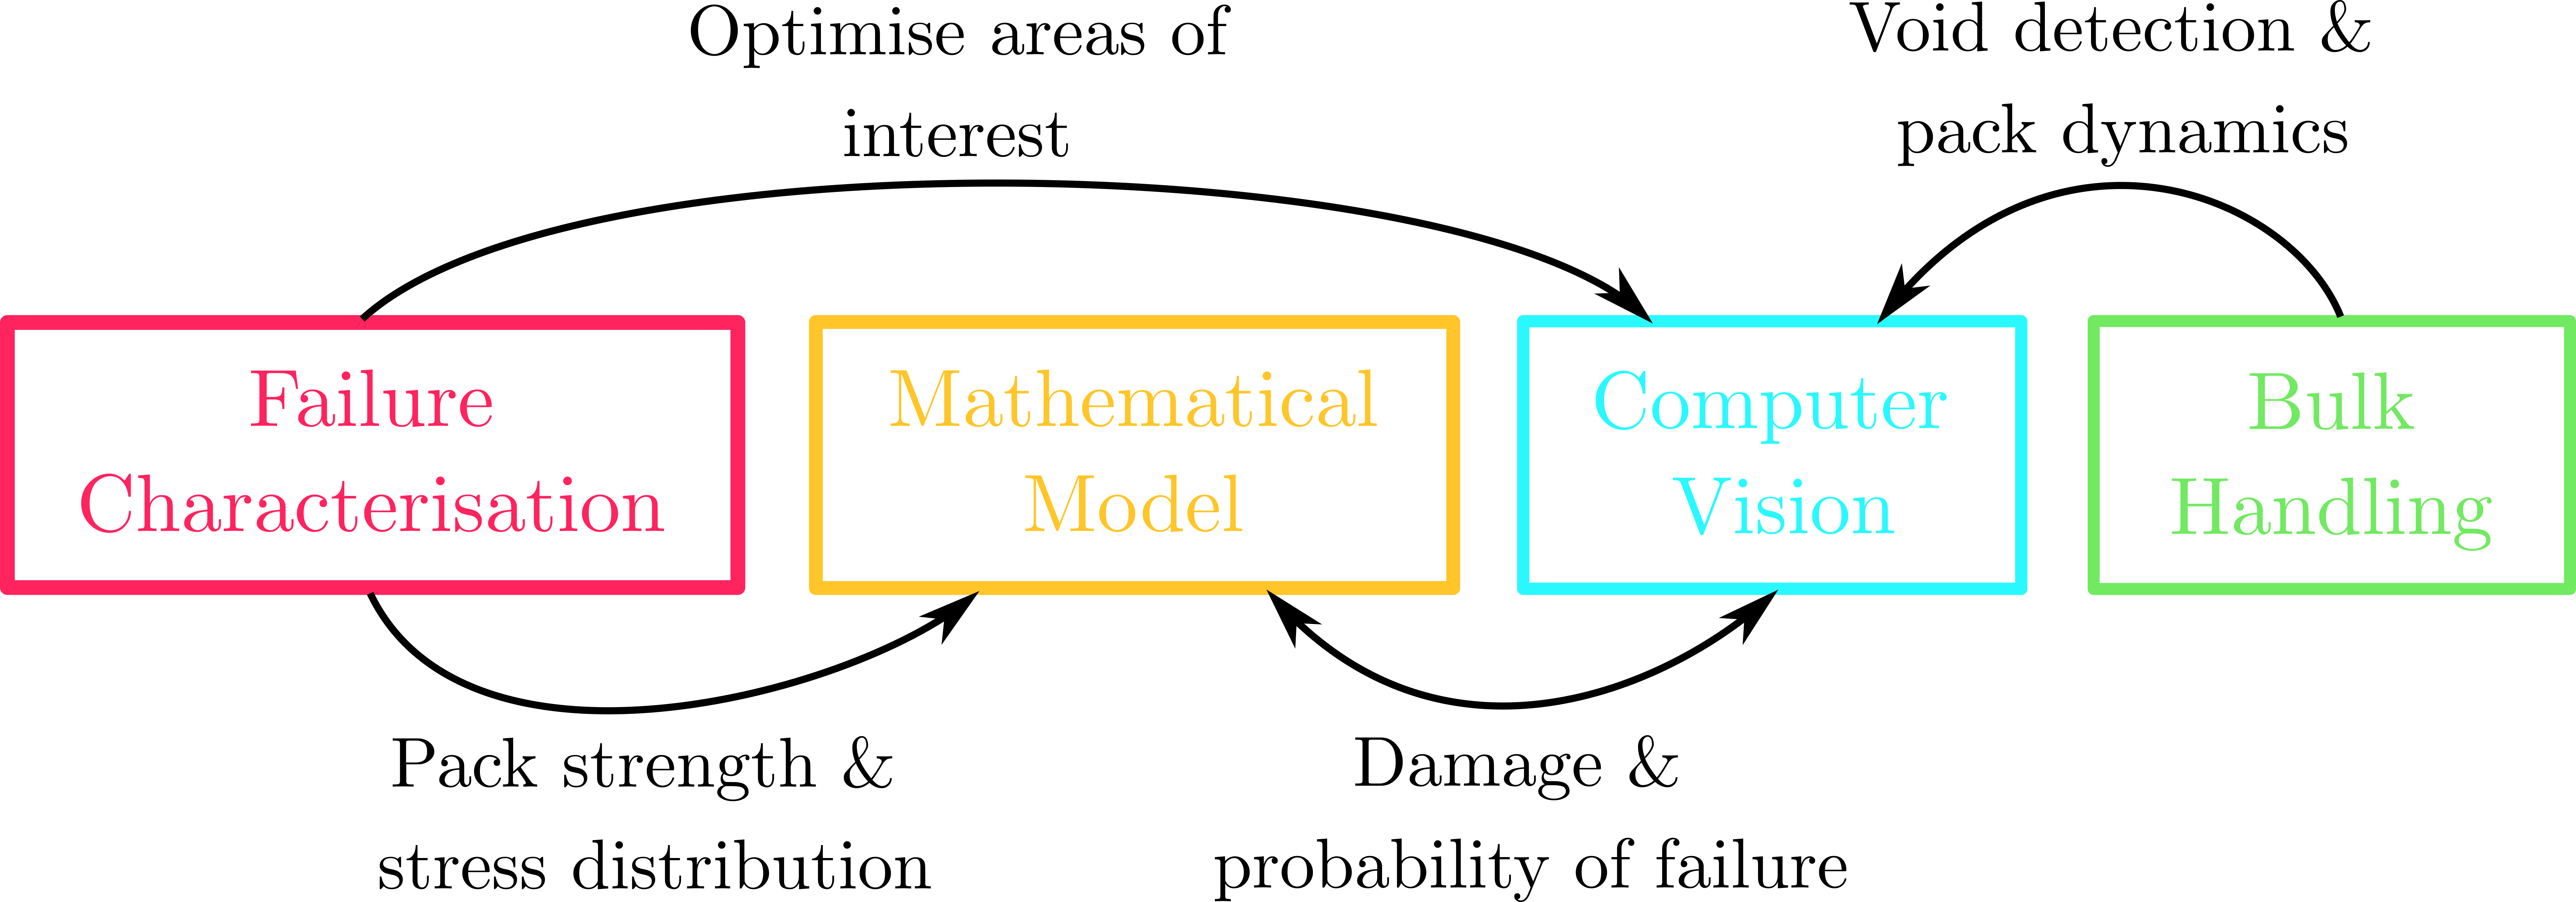 Optimise areas of
interest
Void detection &
pack dynamics
Failure
Characterisation
Mathematical
Model
Computer
Vision
Bulk
Handling
Pack strength &
stress distribution
Damage &
probability of failure